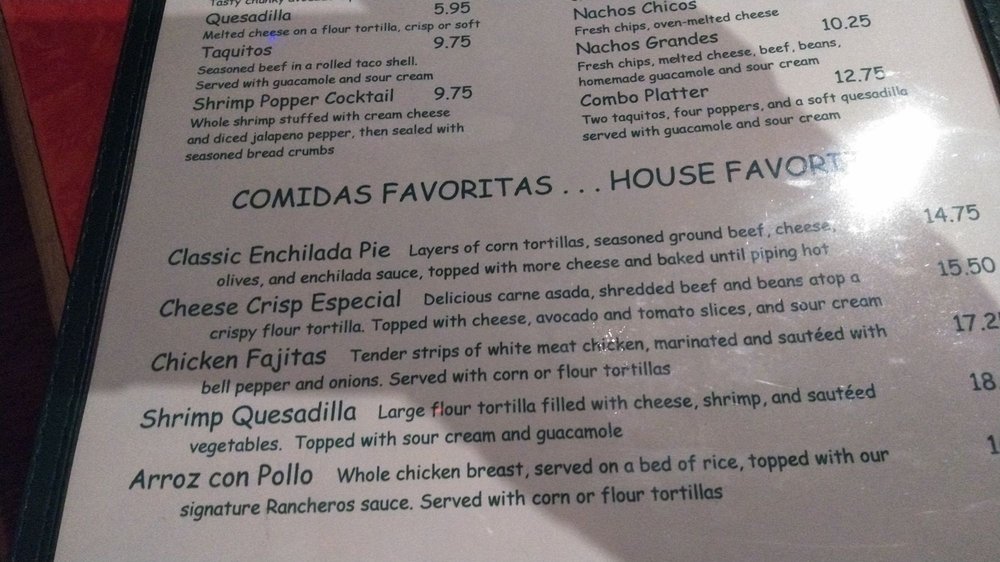 Quesadilla 5.95
Melted cheese on a flour tortilla, crisp or soft
Taquitos 9.75
Seasoned beef in a rolled taco shell.
Served with guacamole and sour cream
Shrimp Popper Cocktail 9.75
Whole shrimp stuffed with cream cheese
and diced jalapeno pepper, then sealed with
seasoned bread crumbs
Nachos Chicos
Fresh chips, oven-melted cheese
Nachos Grandes 10.25
Fresh chips, melted cheese, beef, beans,
homemade guacamole and sour cream
Combo Platter 12.75
Two taquitos, four poppers, and a soft quesadilla
served with guacamole and sour cream
COMIDAS FAVORITAS . . . HOUSE
Classic Enchilada Pie Layers of corn tortillas, seasoned ground beef, cheese, 14.75
olives, and enchilada sauce, topped with more cheese and baked until piping hot
Cheese Crisp Especial Delicious carne asada, shredded beef and beans atop a 15.50
crispy flour tortilla. Topped with cheese, avocado and tomato slices, and sour cream
Chicken Fajitas Tender strips of white meat chicken, marinated and sautéed with 17.2
bell pepper and onions. Served with corn or flour tortillas
Shrimp Quesadilla Large flour tortilla filled with cheese, shrimp, and sautéed 18.
vegetables. Topped with sour cream and guacamole
Arroz con Pollo Whole chicken breast, served on a bed of rice, topped with our 1
signature Rancheros sauce. Served with corn or flour tortillas